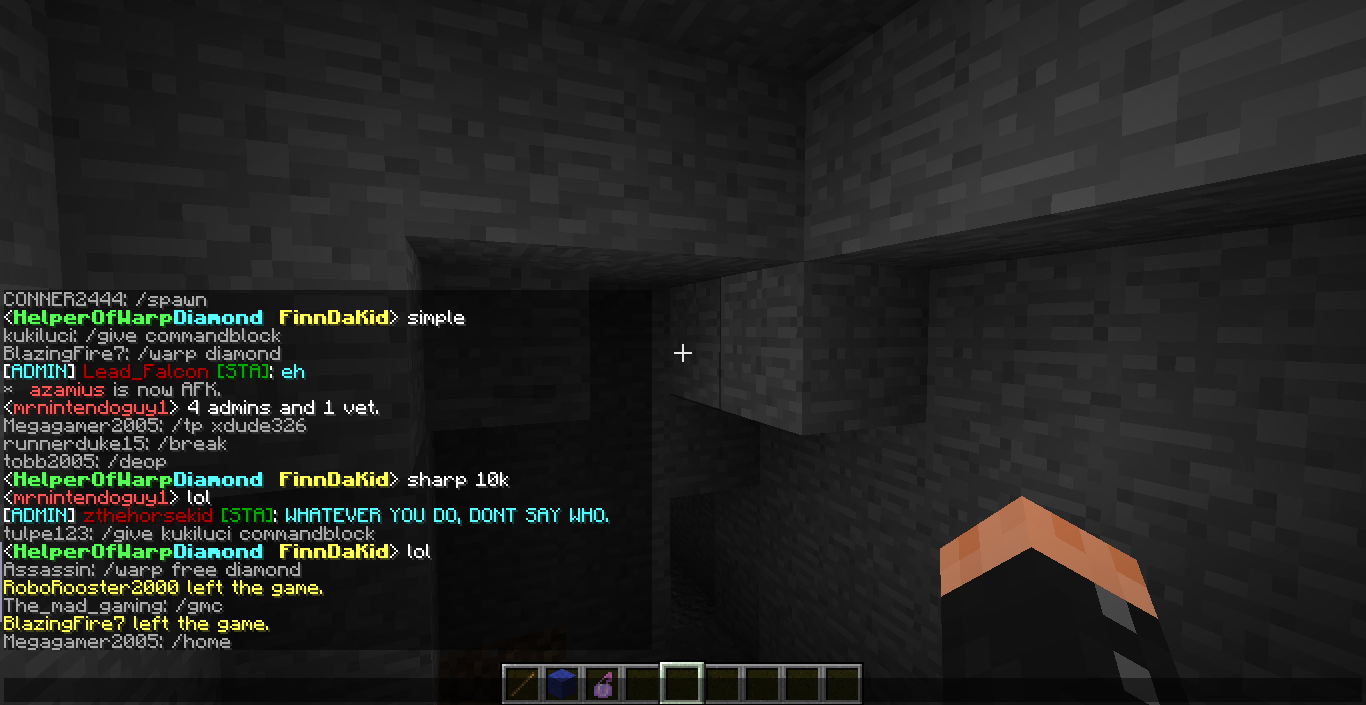 CONNER2444: /spawn
<HelperOfWarpDiamond FinnDaKid> simple
kukiluci: /give commandblock
BlazingFire7: /warp diamond
[ADMIN] Lead_Falcon [STA]: eh
* azamius is now AFK.
<mrnintendoguy1> 4 admins and 1 vet.
Megagamer2005: /tp xdude326
runnerduke15: /break
tobb2005: /deop
<HelperOfWarpDiamond FinnDaKid> sharp 10k
<mrnintendoguy1> lol
[ADMIN] zthehorsekid [STA]: WHATEVER YOU DO, DONT SAY WHO.
tulpe123: /give kukiluci commandblock
<HelperOfWarpDiamond FinnDaKid> lol
Assassin: /warp free diamond
RoboRooster2000 left the game.
The_mad_gaming: /gmc
BlazingFire7 left the game.
Megagamer2005: /home